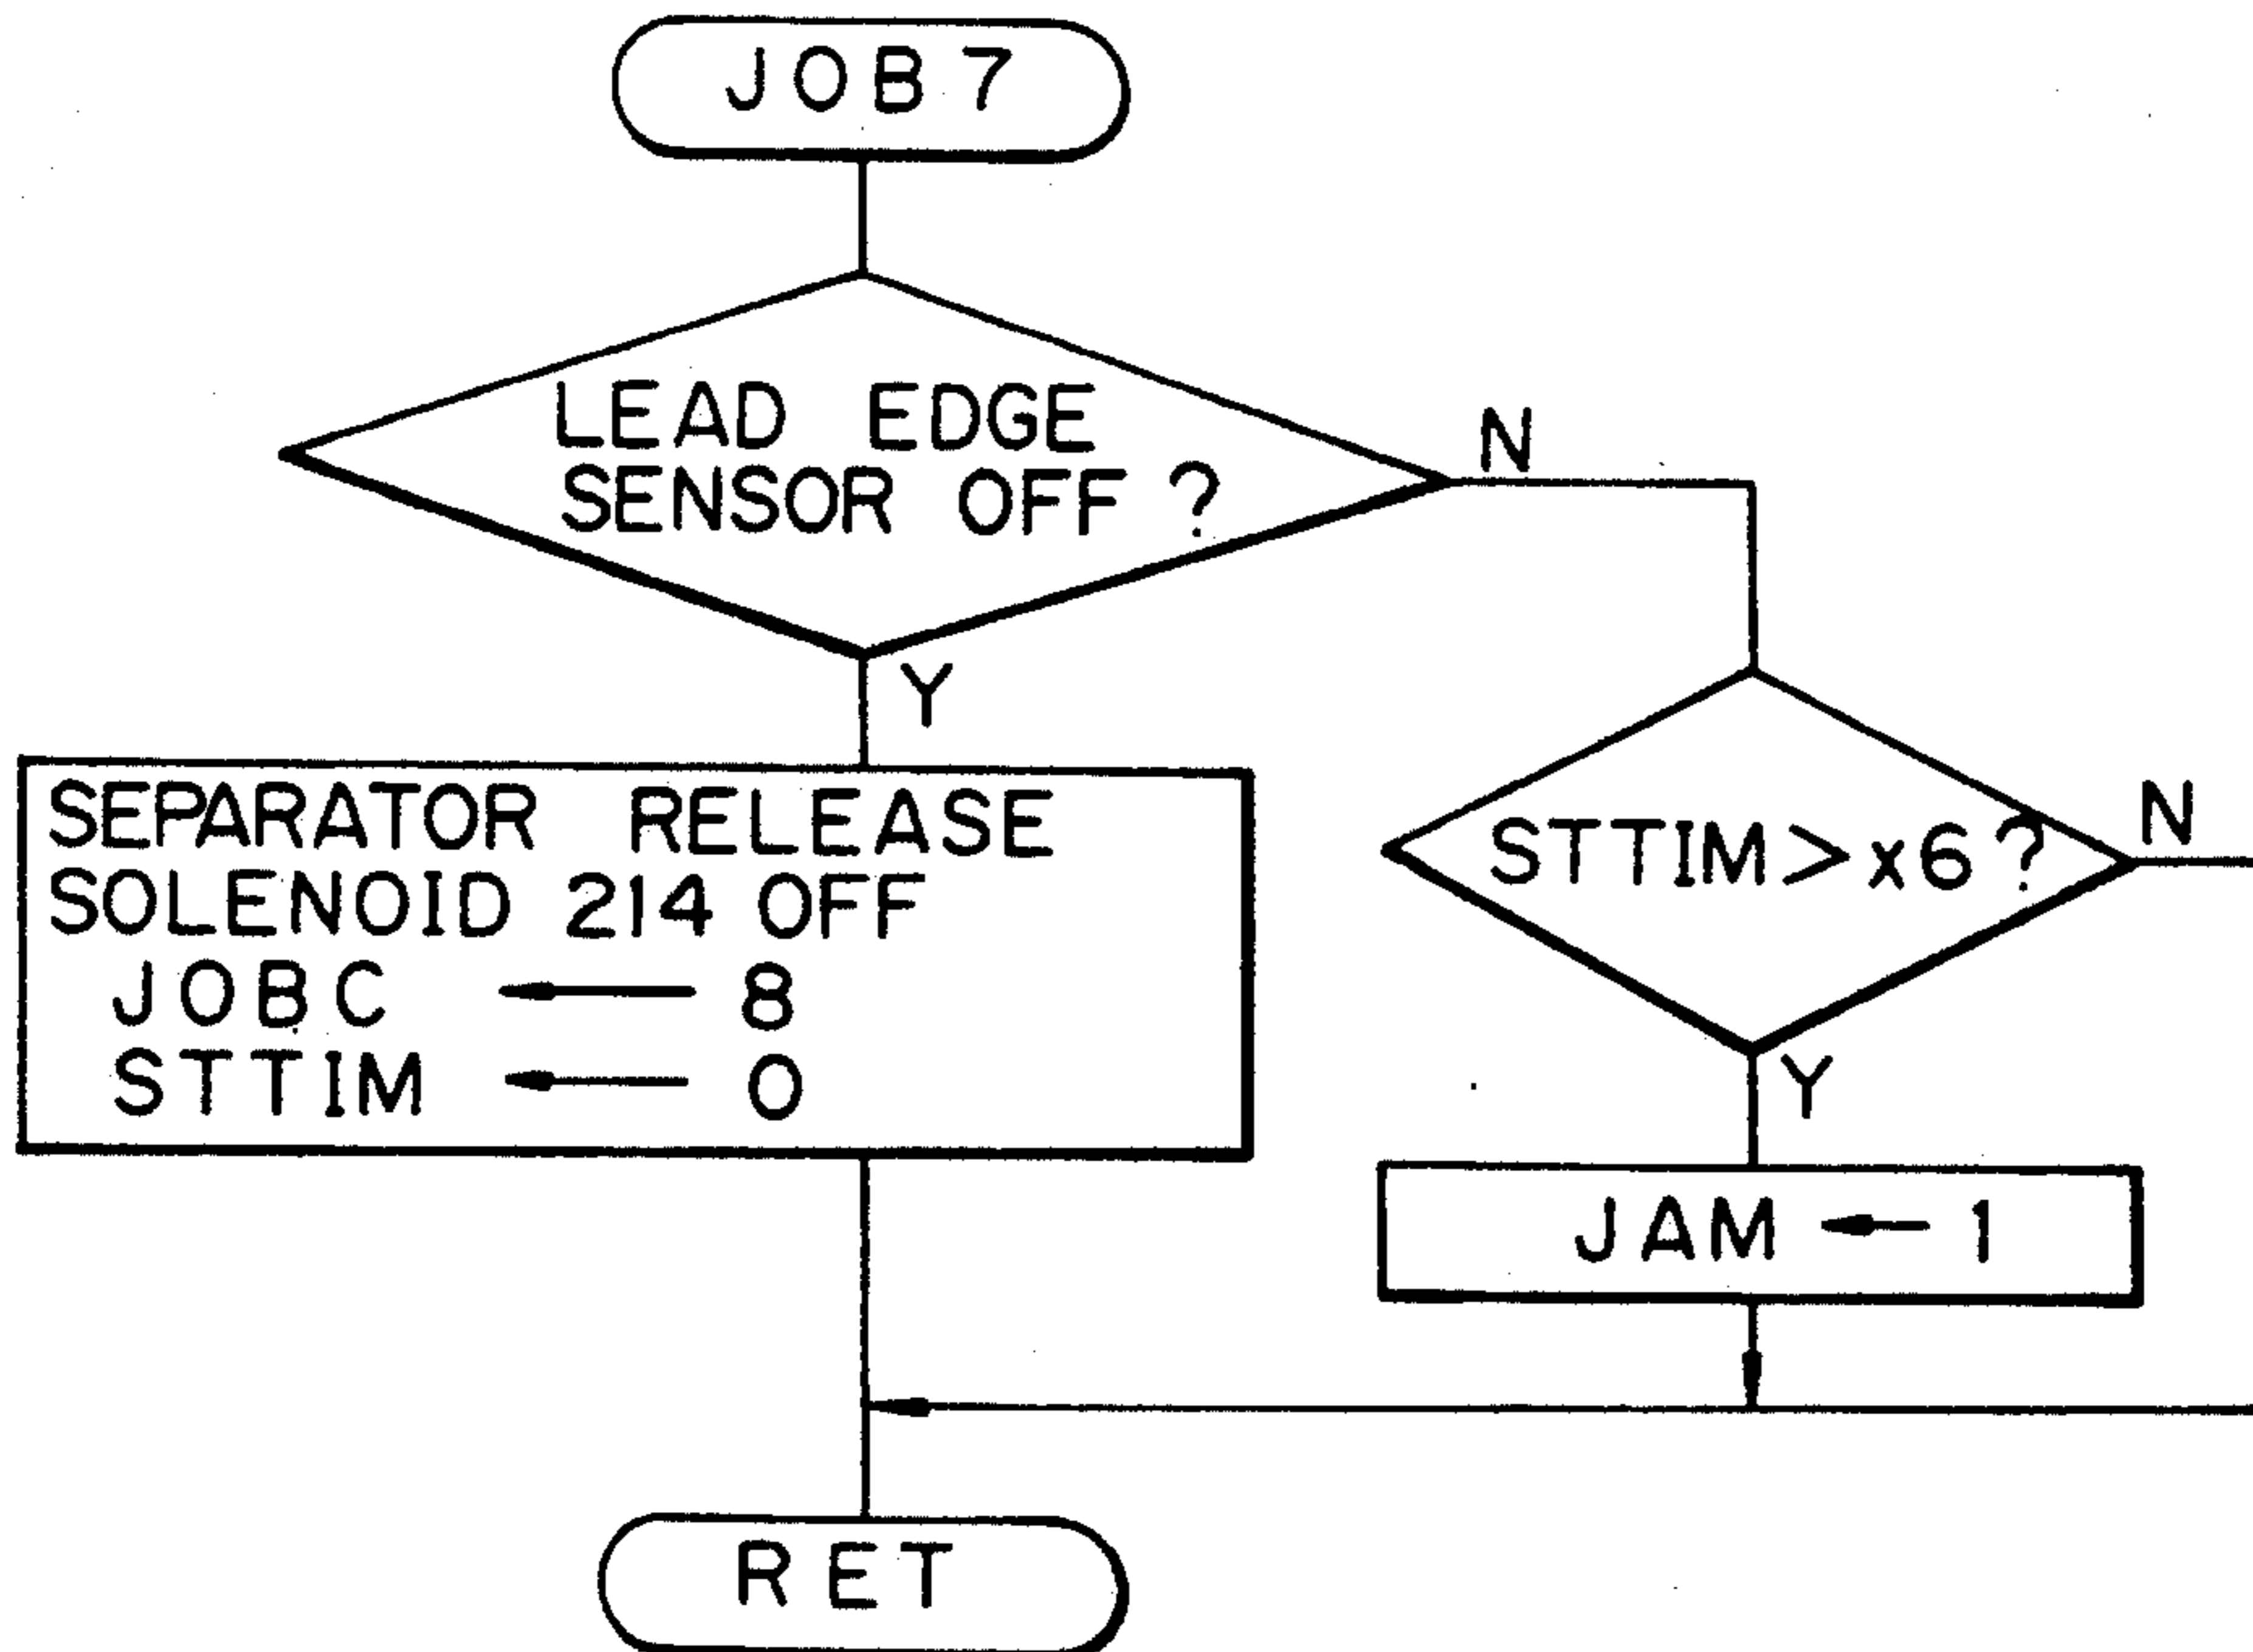 JOB7
LEAD EDGE
SENSOR OFF ?
N
Y
SEPARATOR RELEASE
SOLENOID 214 OFF
JOBC ← 8
STTIM ← 0
STTIM>x6?
N
Y
JAM ← 1
RET